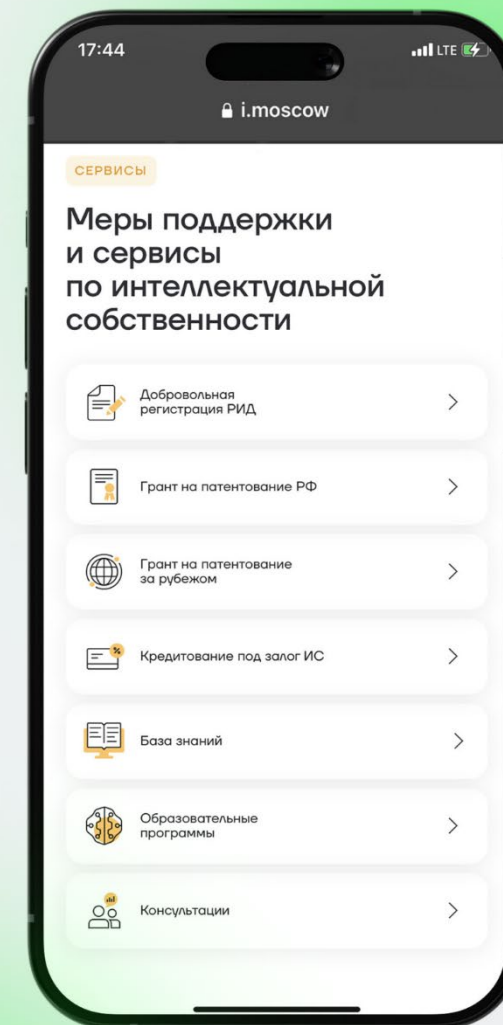 17:44
LTE
i.moscow
СЕРВИСЫ
Меры поддержки
и сервисы
по интеллектуальной
собственности
Добровольная
регистрация РИД
Грант на патентование РФ
Грант на патентование
за рубежом
%
Кредитование под залог ИС
База знаний
Образовательные
программы
Консультации